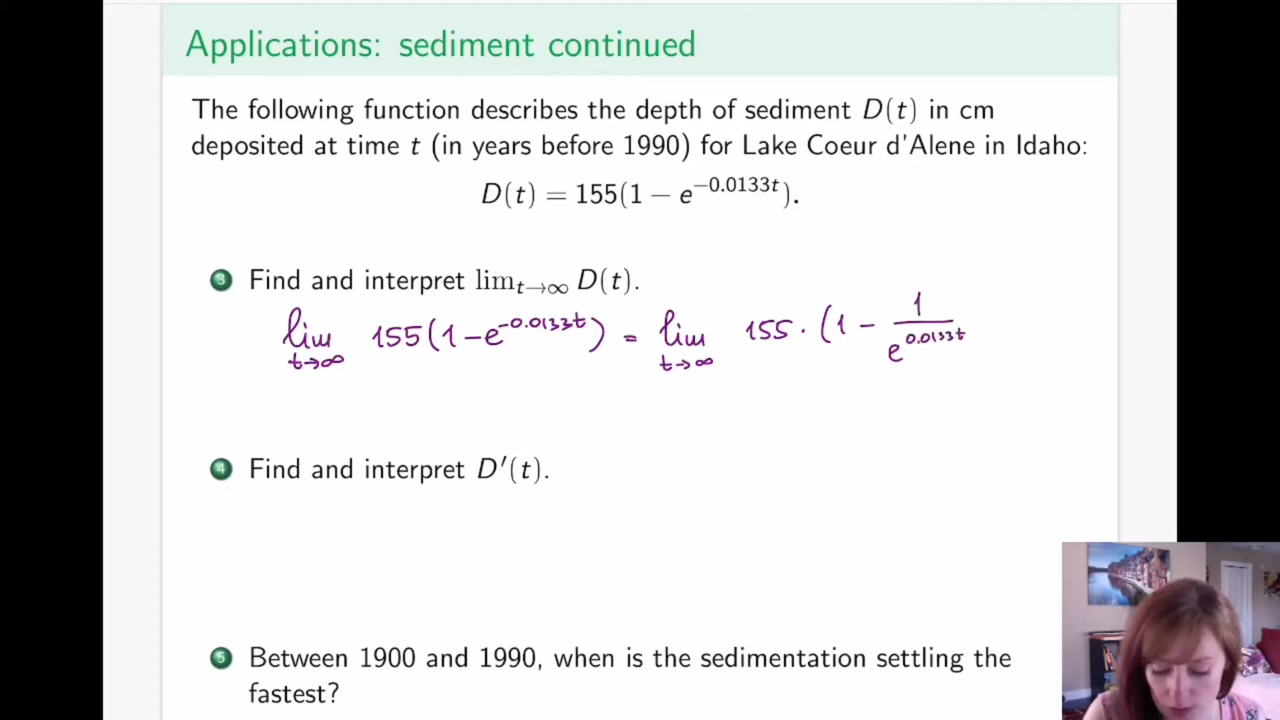 Applications: sediment continued
The following function describes the depth of sediment D(t) in cm
deposited at time t (in years before 1990) for Lake Coeur d'Alene in Idaho:
D(t) = 155(1 − e^{−0.0133t}).
3 Find and interpret lim_{t→∞} D(t).
lim_{t→∞} 155(1−e^{−0.0133t}) = lim_{t→∞} 155 · (1 − 1/e^{0.0133t}
4 Find and interpret D′(t).
5 Between 1900 and 1990, when is the sedimentation settling the
fastest?